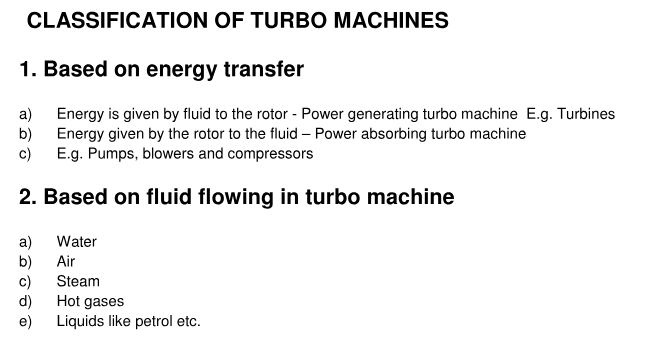 CLASSIFICATION OF TURBO MACHINES
1. Based on energy transfer
a) Energy is given by fluid to the rotor - Power generating turbo machine E.g. Turbines
b) Energy given by the rotor to the fluid – Power absorbing turbo machine
c) E.g. Pumps, blowers and compressors
2. Based on fluid flowing in turbo machine
a) Water
b) Air
c) Steam
d) Hot gases
e) Liquids like petrol etc.